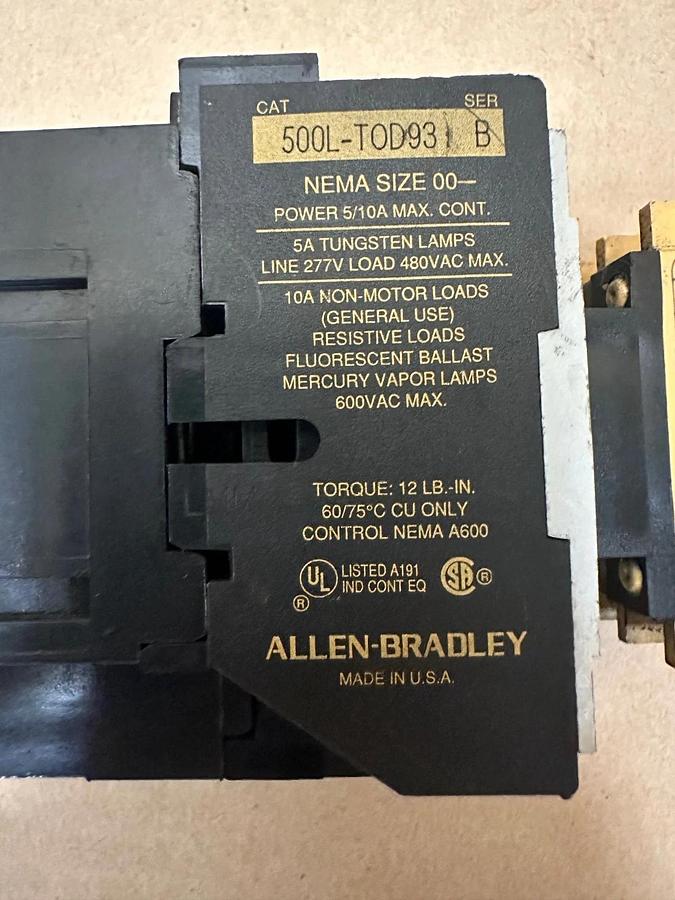 CAT SER
500L-TOD931 B
NEMA SIZE 00—
POWER 5/10A MAX. CONT.
5A TUNGSTEN LAMPS
LINE 277V LOAD 480VAC MAX.
10A NON-MOTOR LOADS
(GENERAL USE)
RESISTIVE LOADS
FLUORESCENT BALLAST
MERCURY VAPOR LAMPS
600VAC MAX.
TORQUE: 12 LB.-IN.
60/75°C CU ONLY
CONTROL NEMA A600
UL ® LISTED A191 SA ®
IND CONT EQ
ALLEN-BRADLEY
MADE IN U.S.A.